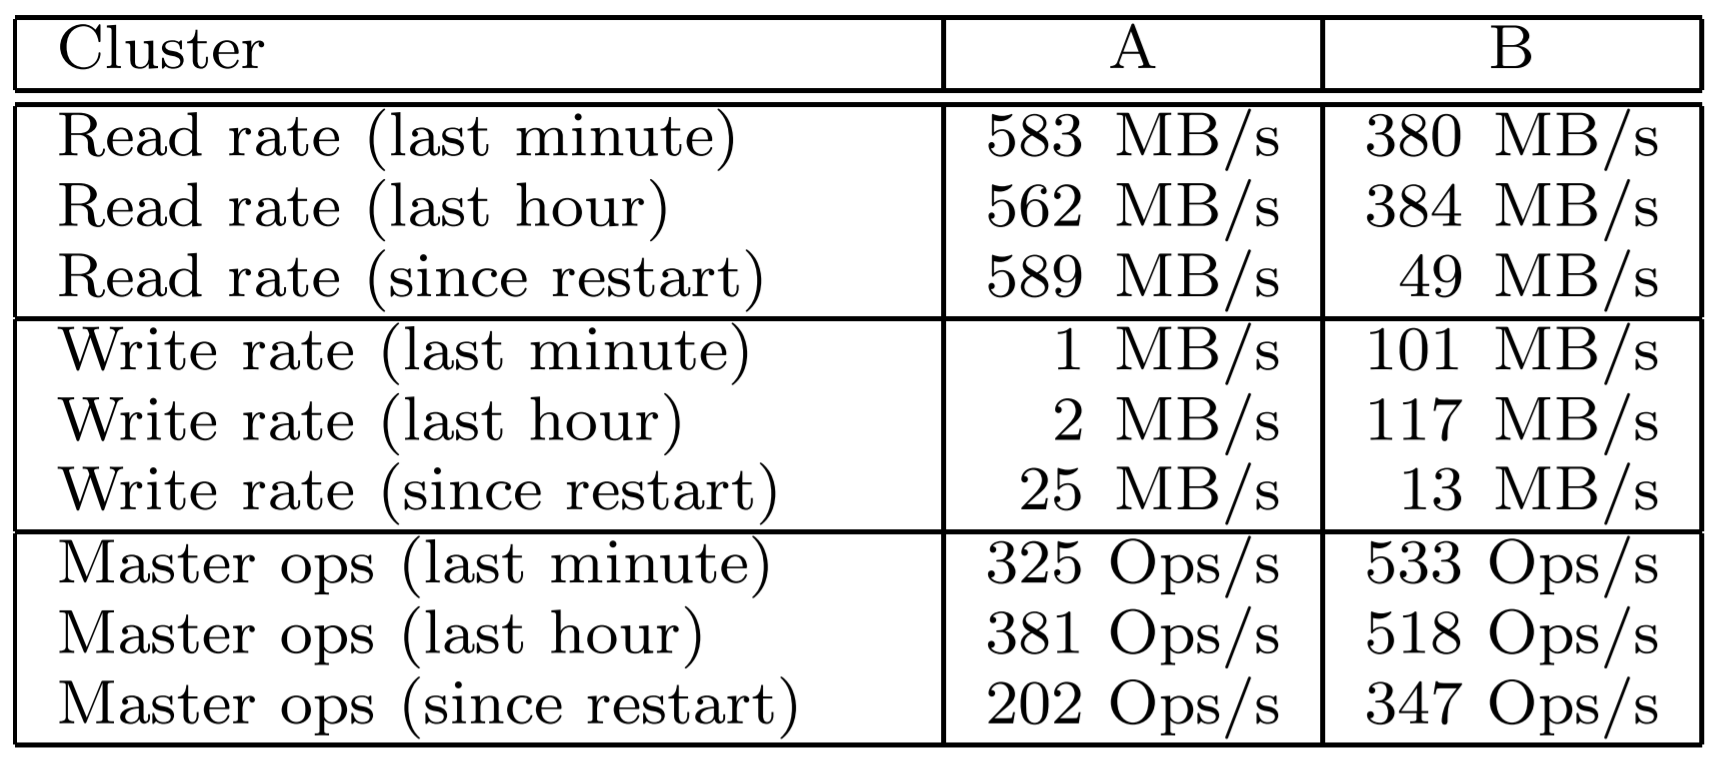 Cluster A B
Read rate (last minute) 583 MB/s 380 MB/s
Read rate (last hour) 562 MB/s 384 MB/s
Read rate (since restart) 589 MB/s 49 MB/s
Write rate (last minute) 1 MB/s 101 MB/s
Write rate (last hour) 2 MB/s 117 MB/s
Write rate (since restart) 25 MB/s 13 MB/s
Master ops (last minute) 325 Ops/s 533 Ops/s
Master ops (last hour) 381 Ops/s 518 Ops/s
Master ops (since restart) 202 Ops/s 347 Ops/s